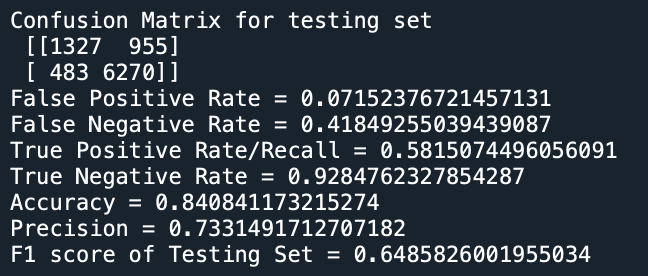 Confusion Matrix for testing set
[[1327 955]
[ 483 6270]]
False Positive Rate = 0.07152376721457131
False Negative Rate = 0.41849255039439087
True Positive Rate/Recall = 0.5815074496056091
True Negative Rate = 0.9284762327854287
Accuracy = 0.840841173215274
Precision = 0.7331491712707182
F1 score of Testing Set = 0.6485826001955034